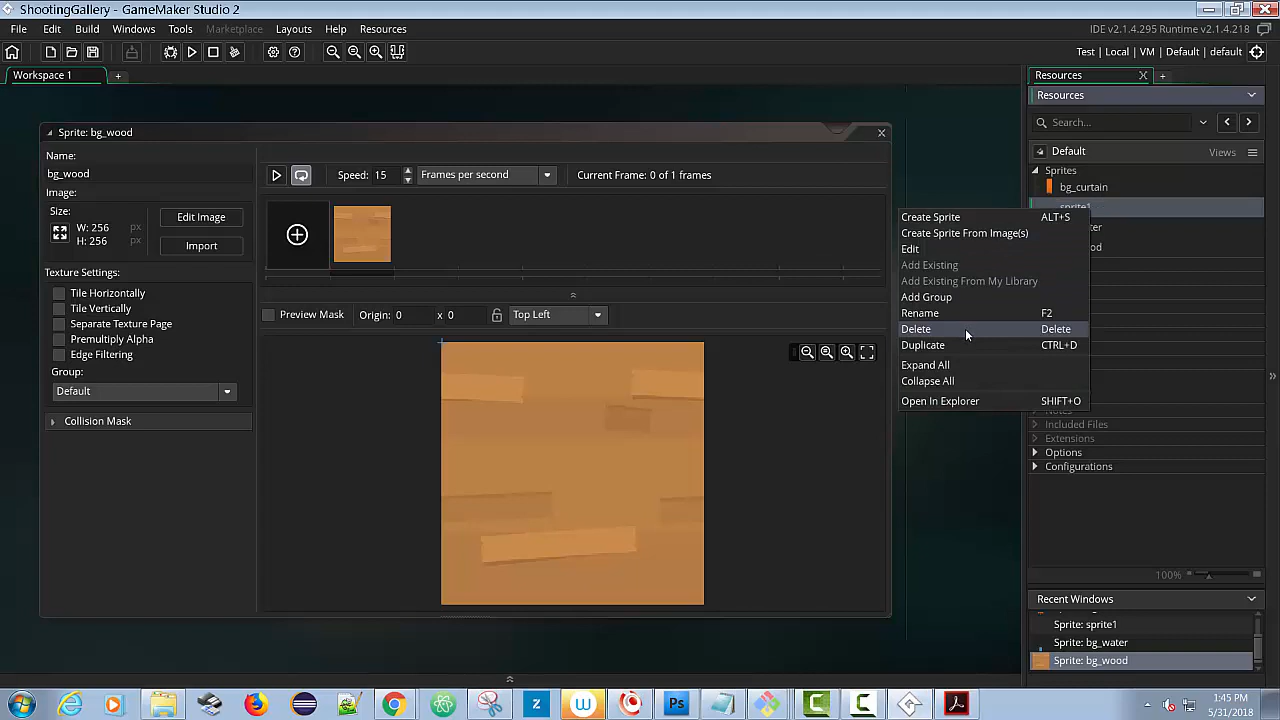 ShootingGallery - GameMaker Studio 2
File Edit Build Windows Tools Marketplace Layouts Help Resources
IDE v2.1.4.295 Runtime v2.1.4.218
Test | Local | VM | Default | default
Workspace 1
Resources
Resources
Search...
Default
Views
Sprites
bg_curtain
sprite1
Sprite: bg_wood
Name:
bg_wood
Image:
Size:
W: 256 px
H: 256 px
Edit Image
Import
Texture Settings:
Tile Horizontally
Tile Vertically
Separate Texture Page
Premultiply Alpha
Edge Filtering
Group:
Default
Collision Mask
Speed: 15 Frames per second
Current Frame: 0 of 1 frames
Preview Mask Origin: 0 x 0 Top Left
Create Sprite ALT+S
Create Sprite From Image(s)
Edit
Add Existing
Add Existing From My Library
Add Group
Rename F2
Delete Delete
Duplicate CTRL+D
Expand All
Collapse All
Open In Explorer SHIFT+O
Included Files
Extensions
Options
Configurations
100%
Recent Windows
Sprite: sprite1
Sprite: bg_water
Sprite: bg_wood
1:45 PM
5/31/2018